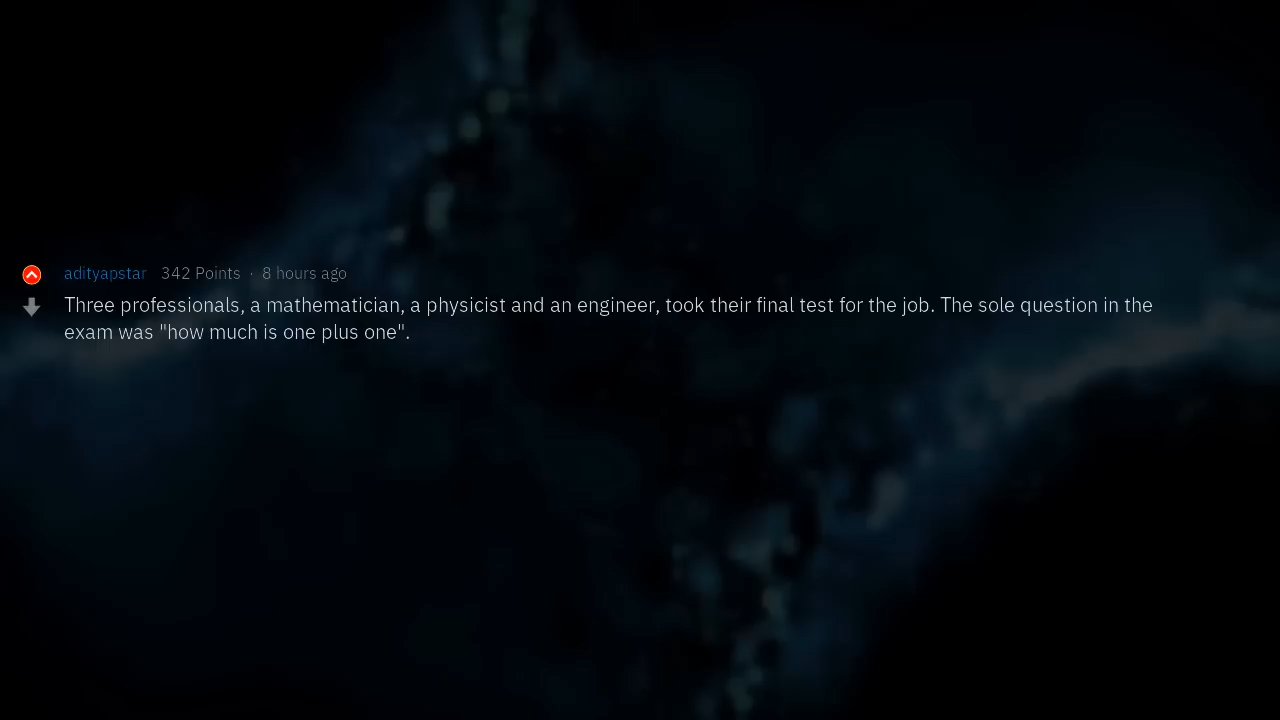 adityapstar 342 Points · 8 hours ago
Three professionals, a mathematician, a physicist and an engineer, took their final test for the job. The sole question in the
exam was "how much is one plus one".